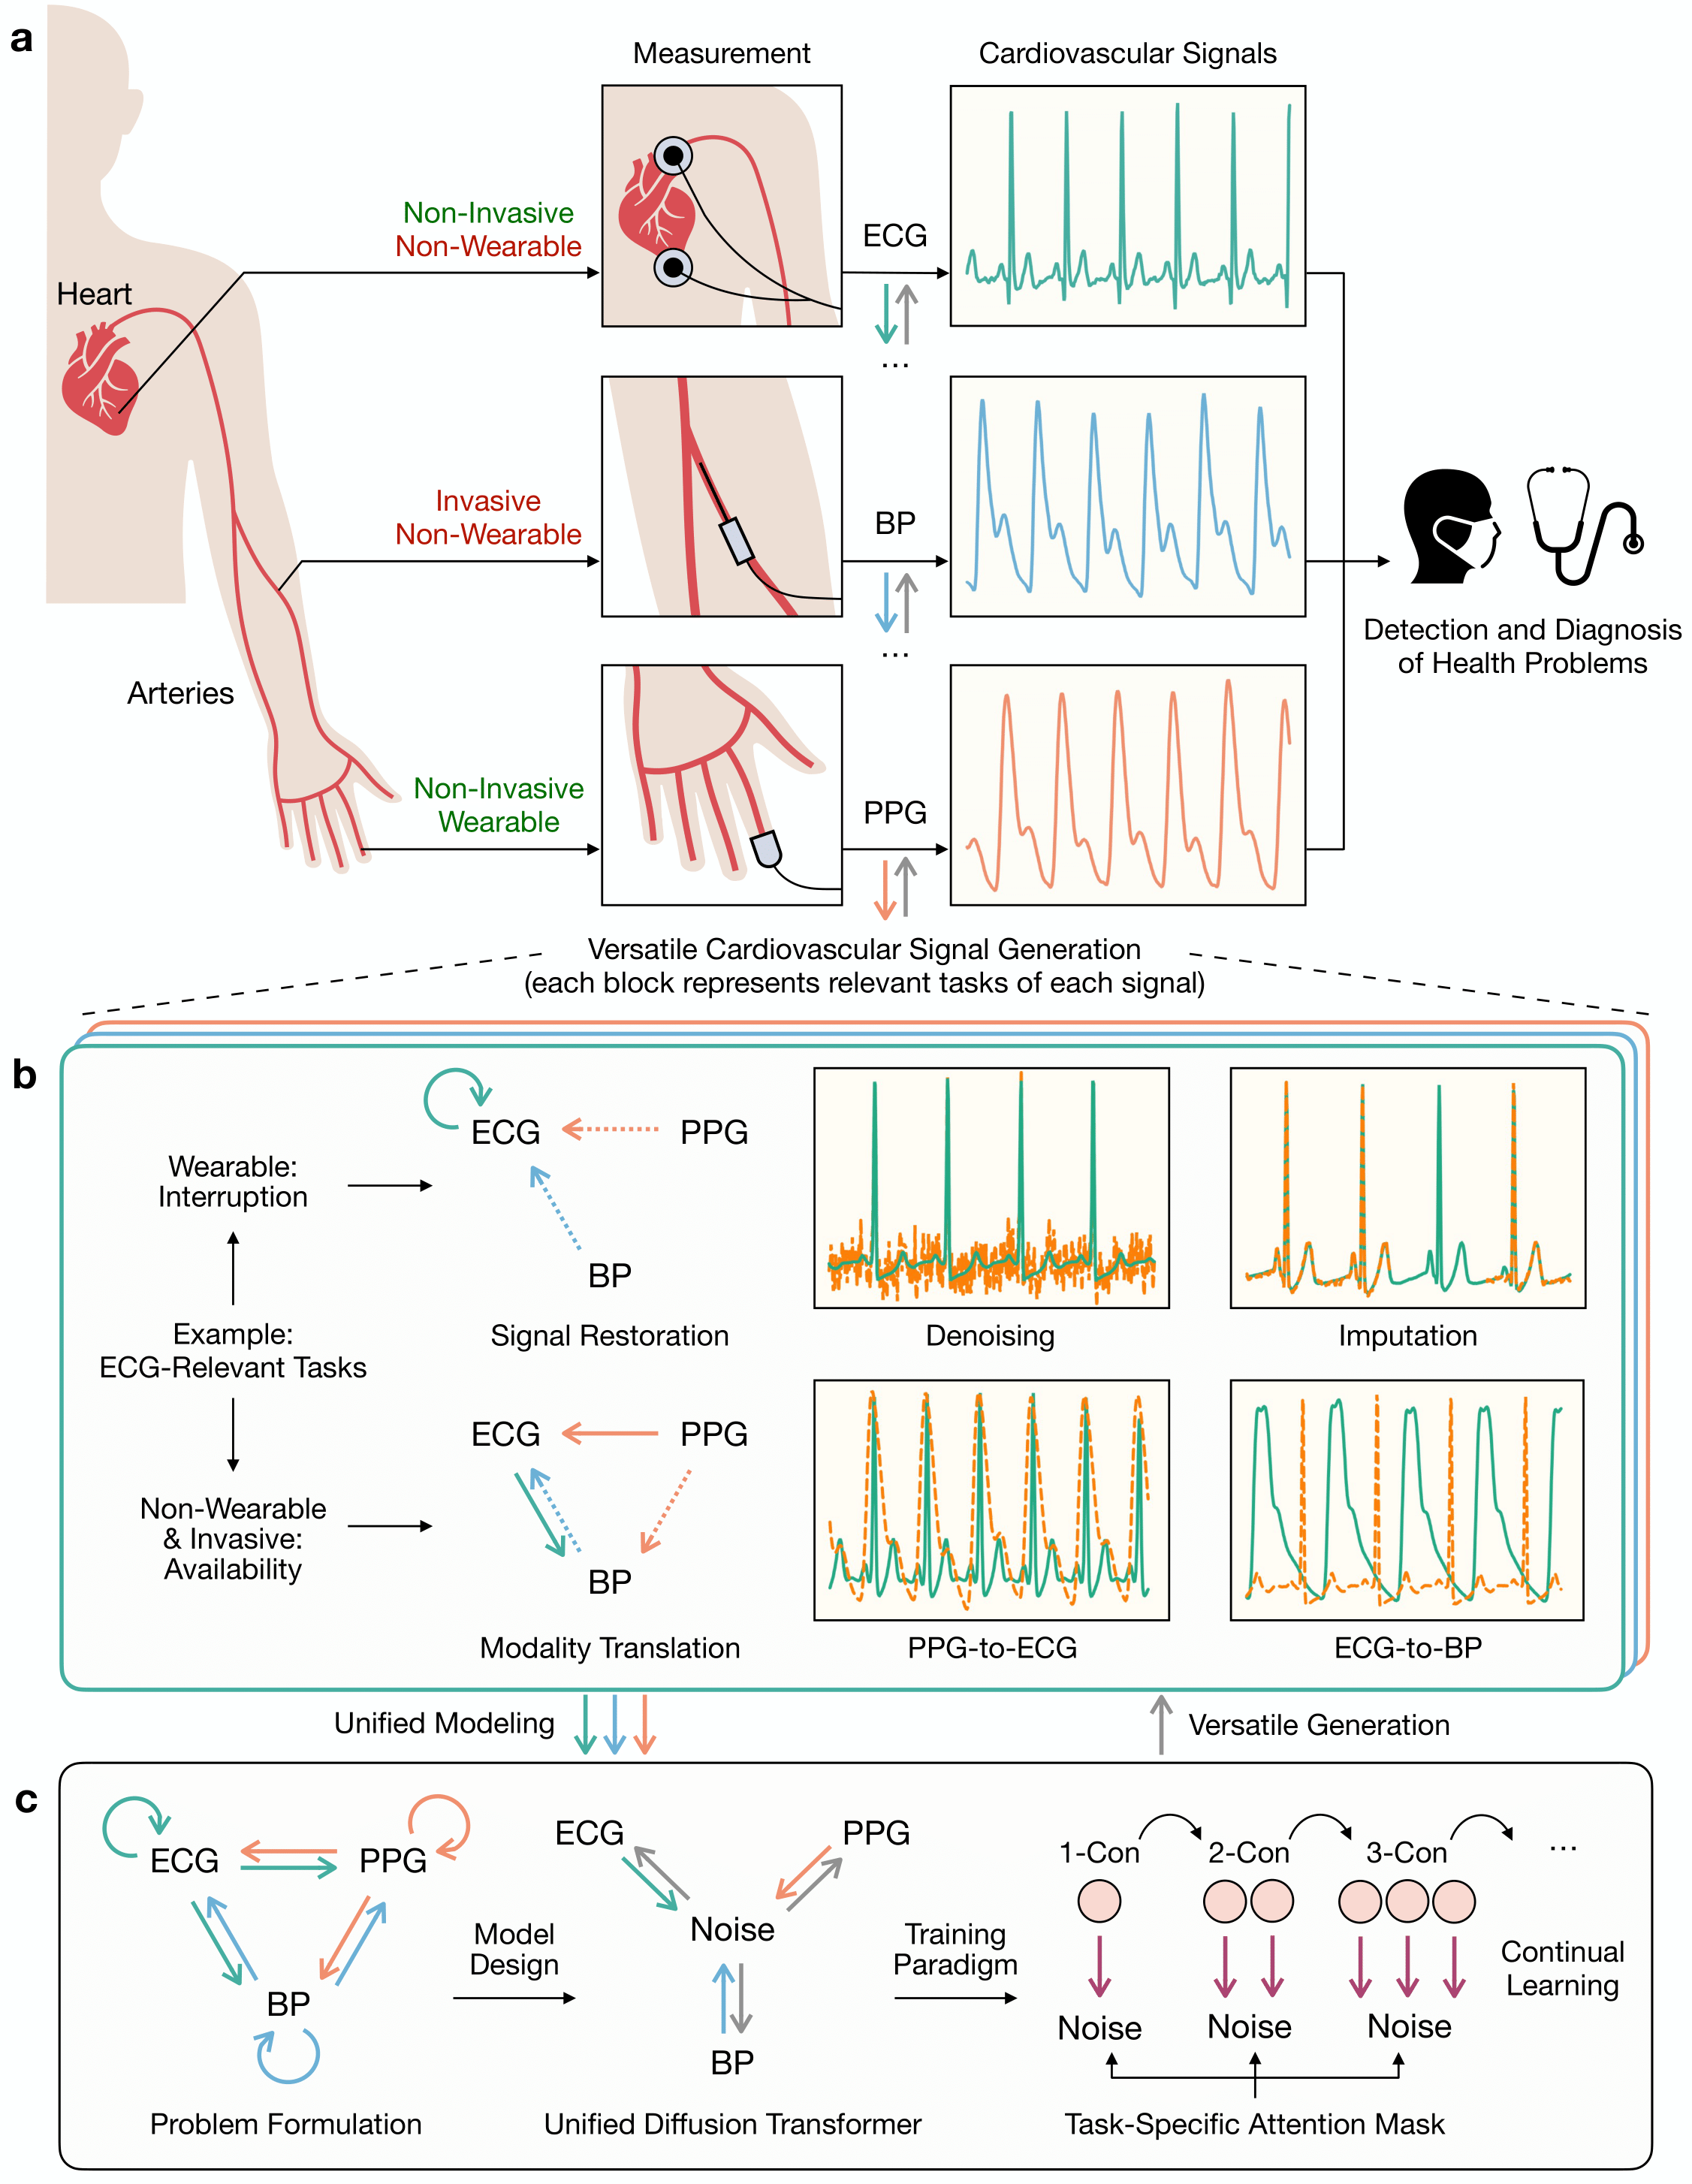 a
Measurement
Cardiovascular Signals
Non-Invasive
Non-Wearable
ECG
Heart
...
Invasive
Non-Wearable
BP
...
Detection and Diagnosis
of Health Problems
Arteries
Non-Invasive
Wearable
PPG
Versatile Cardiovascular Signal Generation
(each block represents relevant tasks of each signal)
b
ECG
PPG
Wearable:
Interruption
BP
Example:
ECG-Relevant Tasks
Signal Restoration
Denoising
Imputation
ECG
PPG
Non-Wearable
& Invasive:
Availability
BP
Modality Translation
PPG-to-ECG
ECG-to-BP
Unified Modeling
Versatile Generation
c
ECG
PPG
BP
Problem Formulation
Model
Design
ECG
PPG
Noise
BP
Unified Diffusion Transformer
Training
Paradigm
1-Con
2-Con
3-Con
...
Continual
Learning
Noise
Noise
Noise
Task-Specific Attention Mask